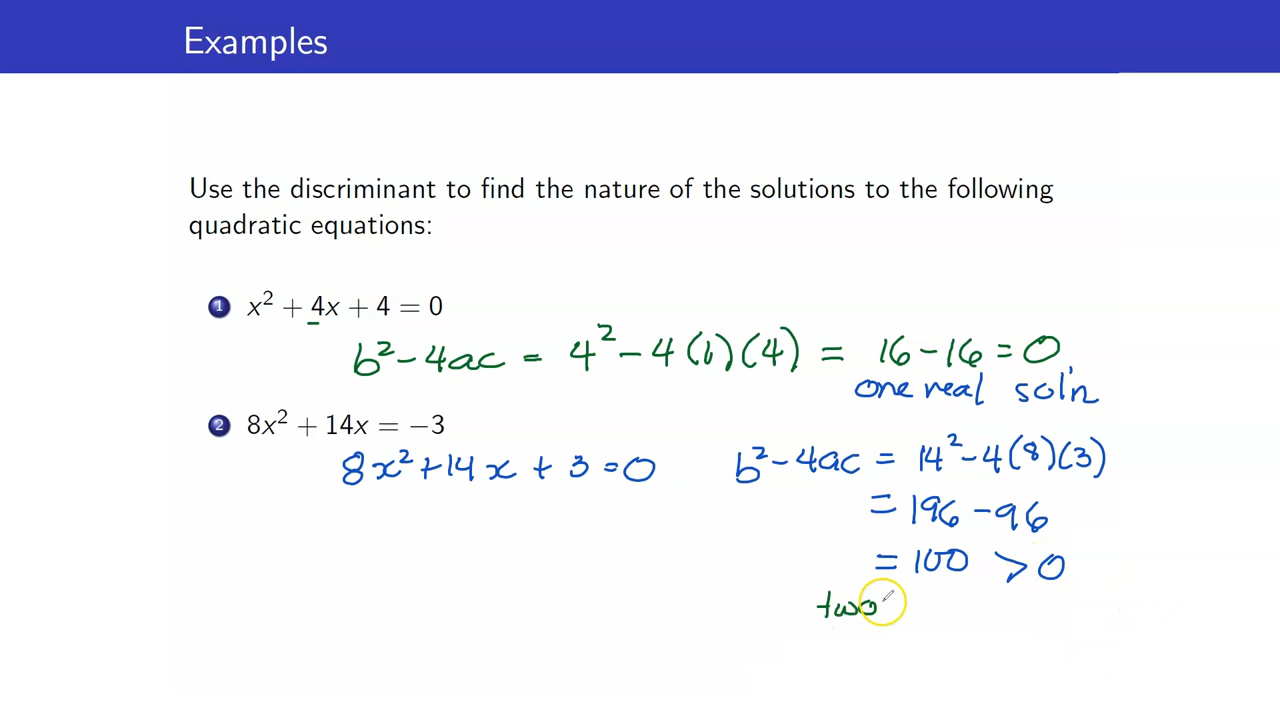 Examples
Use the discriminant to find the nature of the solutions to the following
quadratic equations:
1 x² + 4x + 4 = 0
b² - 4ac = 4² - 4(1)(4) = 16 - 16 = 0,
one real sol'n
2 8x² + 14x = −3
8x² + 14x + 3 = 0 b² - 4ac = 14² - 4(8)(3)
= 196 - 96
= 100 > 0
two